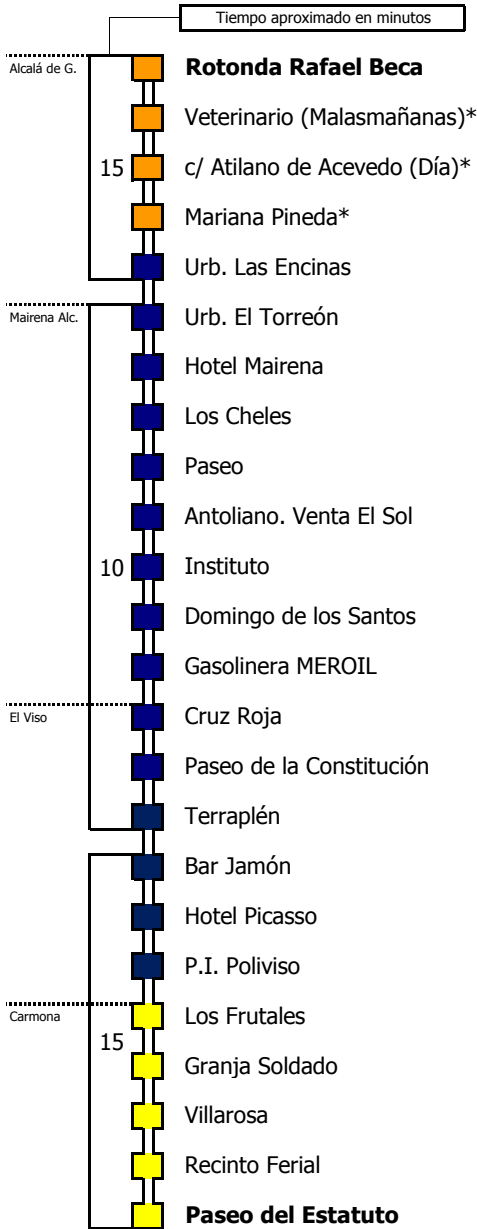 Tiempo aproximado en minutos
Alcalá de G.
Rotonda Rafael Beca
Veterinario (Malasmañanas)*
15
c/ Atilano de Acevedo (Día)*
Mariana Pineda*
Urb. Las Encinas
Mairena Alc.
Urb. El Torreón
Hotel Mairena
Los Cheles
Paseo
Antoliano. Venta El Sol
10
Instituto
Domingo de los Santos
Gasolinera MEROIL
El Viso
Cruz Roja
Paseo de la Constitución
Terraplén
Bar Jamón
Hotel Picasso
P.I. Poliviso
Carmona
Los Frutales
15
Granja Soldado
Villarosa
Recinto Ferial
Paseo del Estatuto